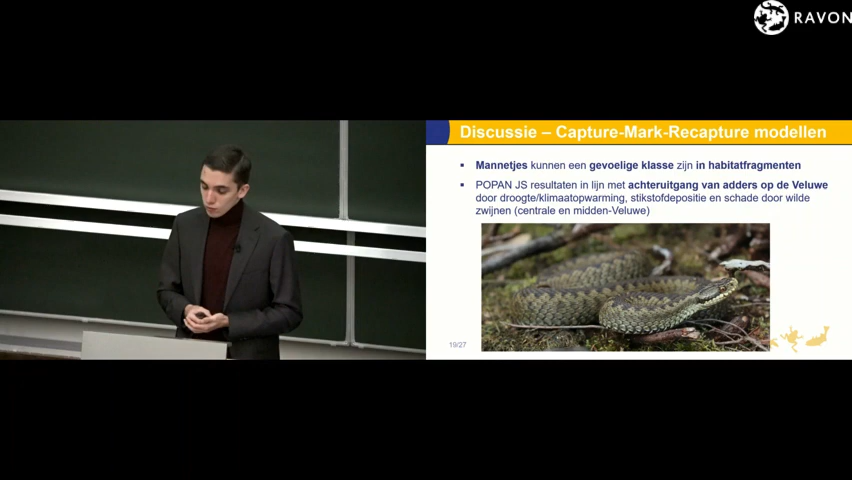 RAVON
Discussie – Capture-Mark-Recapture modellen
▪ Mannetjes kunnen een gevoelige klasse zijn in habitatfragmenten
▪ POPAN JS resultaten in lijn met achteruitgang van adders op de Veluwe
door droogte/klimaatopwarming, stikstofdepositie en schade door wilde
zwijnen (centrale en midden-Veluwe)
19/27